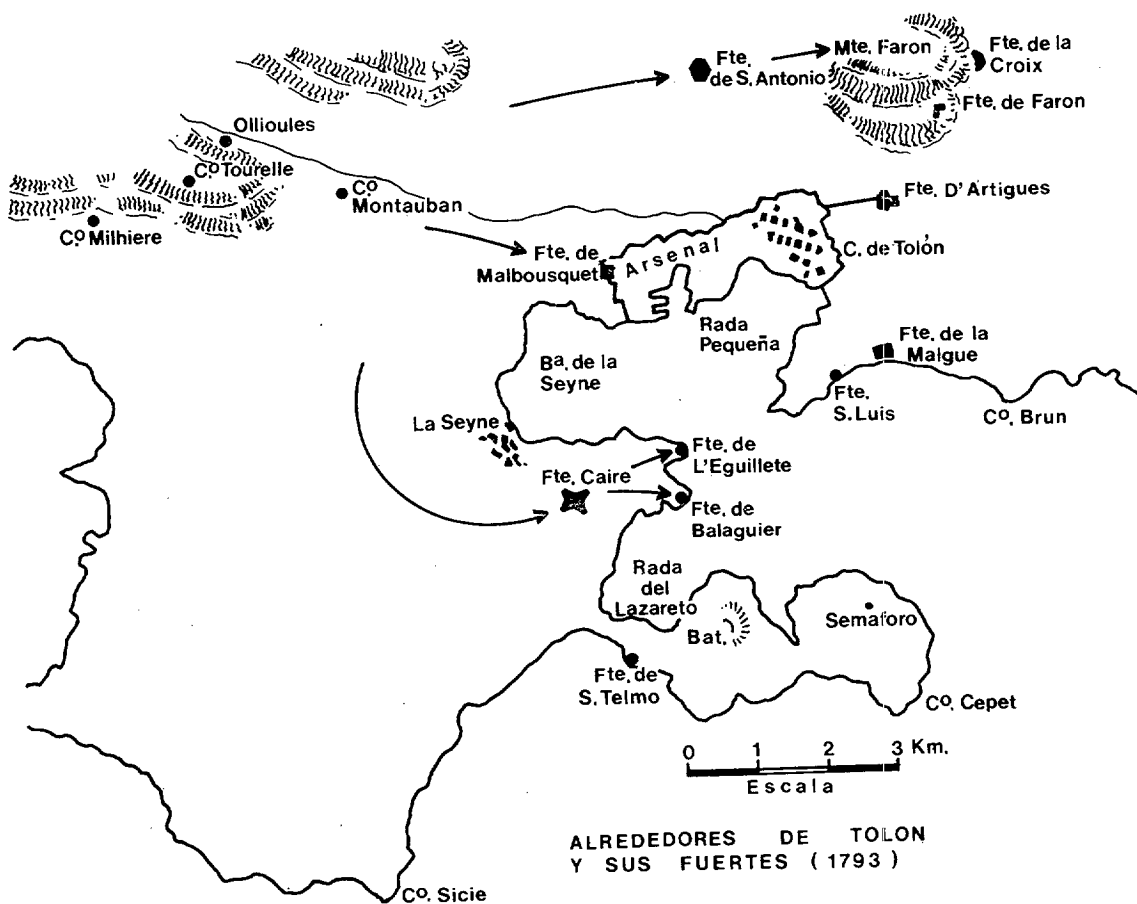 Fte.
de S. Antonio
Mte. Faron
Fte. de la
Croix
Fte. de Faron
Ollioules
Cº Tourelle
Cº
Montauban
Cº Milhiere
Fte. D'Artigues
Fte. de
Malbousquet
Arsenal
C. de Tolón
Rada
Pequeña
Bª. de la
Seyne
Fte. de la
Malgue
Fte.
S. Luis
Cº. Brun
La Seyne
Fte. de
L'Eguillete
Fte. Caire
Fte. de
Balaguier
Rada
del
Lazareto
Bat.
Semaforo
Fte. de
S. Telmo
Cº. Cepet
0 1 2 3 Km.
Escala
ALREDEDORES DE TOLON
Y SUS FUERTES (1793)
Cº. Sicie